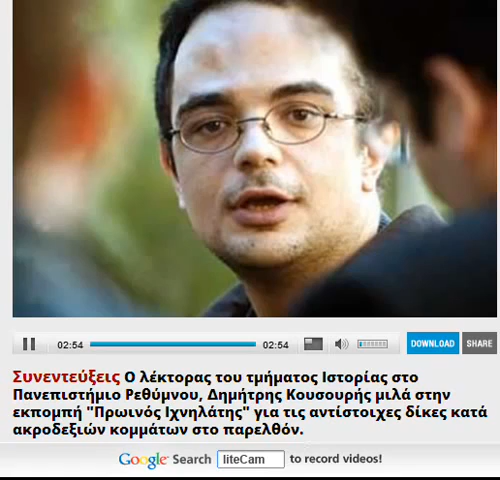 02:54 02:54 DOWNLOAD SHARE
Συνεντεύξεις Ο λέκτορας του τμήματος Ιστορίας στο
Πανεπιστήμιο Ρεθύμνου, Δημήτρης Κουσουρής μιλά στην
εκπομπή "Πρωινός Ιχνηλάτης" για τις αντίστοιχες δίκες κατά
ακροδεξιών κομμάτων στο παρελθόν.
Google Search liteCam to record videos!